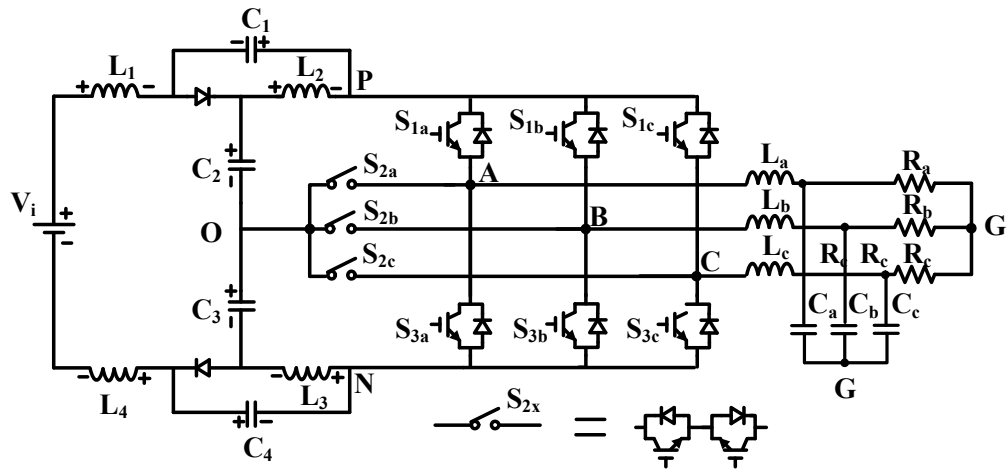 C1
L1
L2
P
S1a
S1b
S1c
C2
S2a
A
La
Ra
Vi
S2b
B
Lb
Rb
O
G
S2c
C
Lc
Rc
Rc
Rc
C3
S3a
S3b
S3c
Ca
Cb
Cc
L4
L3
N
G
C4
S2x